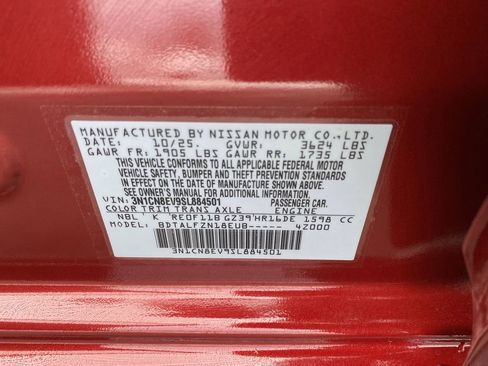 MANUFACTURED BY NISSAN MOTOR CO.,LTD.
DATE: 10/25. GVWR: 3624 LBS
GAWR FR: 1905 LBS GAWR RR: 1735 LBS
THIS VEHICLE CONFORMS TO ALL APPLICABLE FEDERAL MOTOR
VEHICLE SAFETY, BUMPER, AND THEFT PREVENTION STANDARDS
IN EFFECT ON THE DATE OF MANUFACTURE SHOWN ABOVE.
SEE OWNER'S MANUAL FOR ADDITIONAL INFORMATION.
VIN: 3N1CN8EV9SL884501 PASSENGER CAR.
COLOR TRIM TRANS AXLE ENGINE
NBL K RE0F11B GZ39 HR16DE 1598 CC
MODEL: BDTALFZN18EUB----- 42000
3N1CN8EV9SL884501